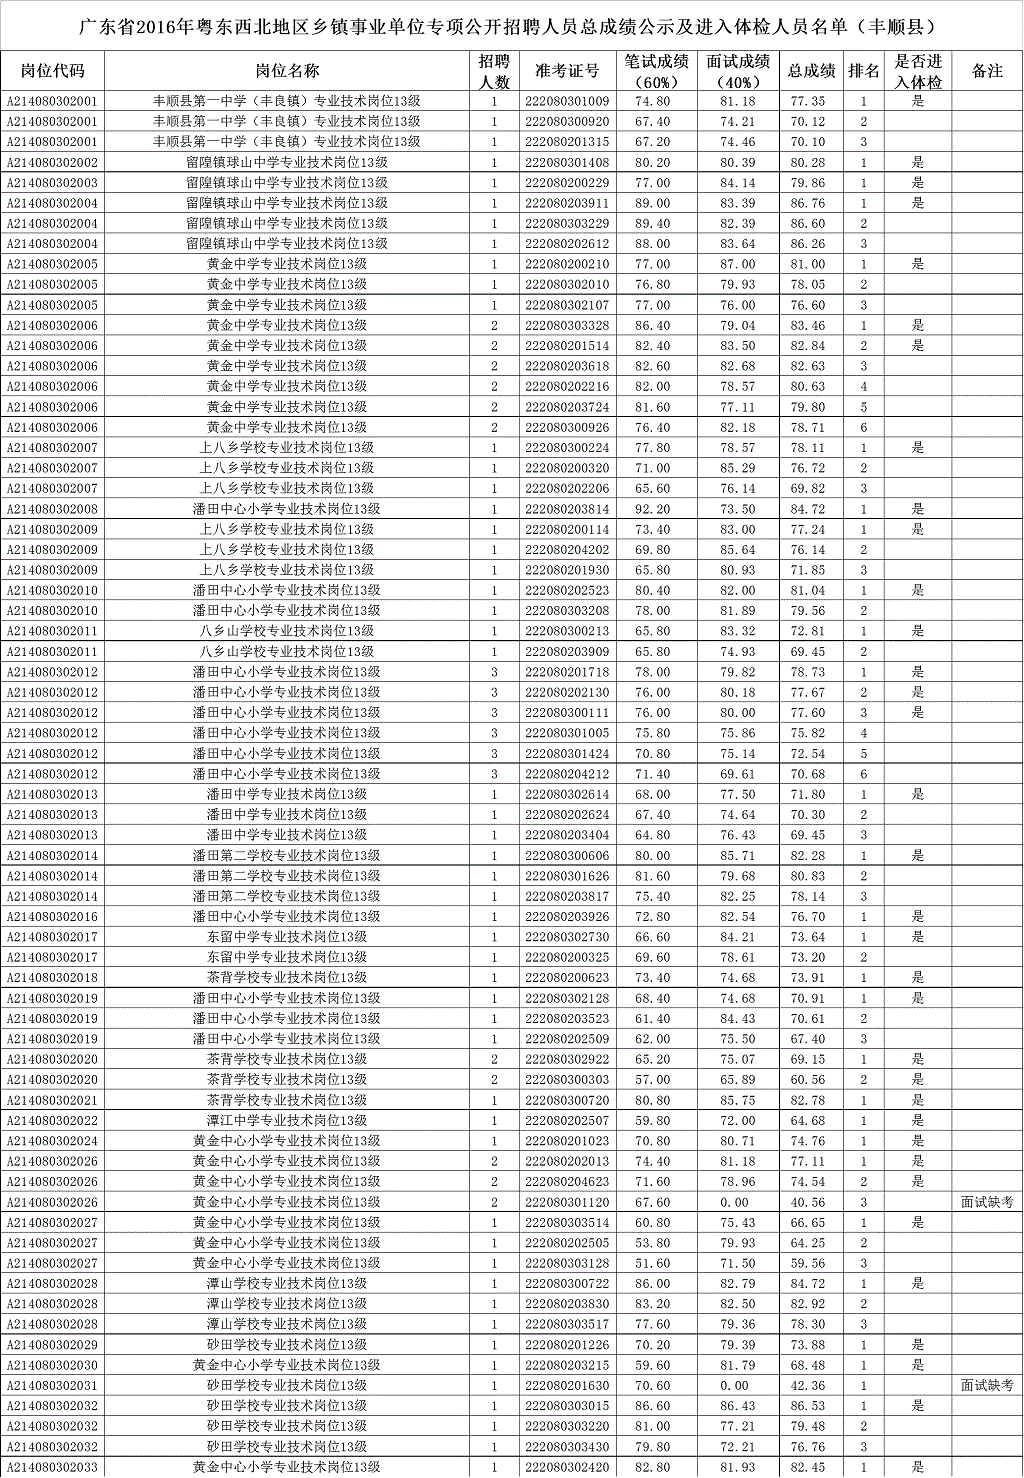 广东省2016年粤东西北地区乡镇事业单位专项公开招聘人员总成绩公示及进入体检人员名单（丰顺县）
岗位代码 岗位名称 招聘人数 准考证号 笔试成绩（60%） 面试成绩（40%） 总成绩 排名 是否进入体检 备注
A214080302001 丰顺县第一中学（丰良镇）专业技术岗位13级 1 222080301009 74.80 81.18 77.35 1 是
A214080302001 丰顺县第一中学（丰良镇）专业技术岗位13级 1 222080300920 67.40 74.21 70.12 2
A214080302001 丰顺县第一中学（丰良镇）专业技术岗位13级 1 222080201315 67.20 74.46 70.10 3
A214080302002 留隍镇球山中学专业技术岗位13级 1 222080301408 80.20 80.39 80.28 1 是
A214080302003 留隍镇球山中学专业技术岗位13级 1 222080200229 77.00 84.14 79.86 1 是
A214080302004 留隍镇球山中学专业技术岗位13级 1 222080203911 89.00 83.39 86.76 1 是
A214080302004 留隍镇球山中学专业技术岗位13级 1 222080303229 89.40 82.39 86.60 2
A214080302004 留隍镇球山中学专业技术岗位13级 1 222080202612 88.00 83.64 86.26 3
A214080302005 黄金中学专业技术岗位13级 1 222080200210 77.00 87.00 81.00 1 是
A214080302005 黄金中学专业技术岗位13级 1 222080302010 76.80 79.93 78.05 2
A214080302005 黄金中学专业技术岗位13级 1 222080302107 77.00 76.00 76.60 3
A214080302006 黄金中学专业技术岗位13级 2 222080303328 86.40 79.04 83.46 1 是
A214080302006 黄金中学专业技术岗位13级 2 222080201514 82.40 83.50 82.84 2 是
A214080302006 黄金中学专业技术岗位13级 2 222080203618 82.60 82.68 82.63 3
A214080302006 黄金中学专业技术岗位13级 2 222080202216 82.00 78.57 80.63 4
A214080302006 黄金中学专业技术岗位13级 2 222080203724 81.60 77.11 79.80 5
A214080302006 黄金中学专业技术岗位13级 2 222080300926 76.40 82.18 78.71 6
A214080302007 上八乡学校专业技术岗位13级 1 222080300224 77.80 78.57 78.11 1 是
A214080302007 上八乡学校专业技术岗位13级 1 222080200320 71.00 85.29 76.72 2
A214080302007 上八乡学校专业技术岗位13级 1 222080202206 65.60 76.14 69.82 3
A214080302008 潘田中心小学专业技术岗位13级 1 222080203814 92.20 73.50 84.72 1 是
A214080302009 上八乡学校专业技术岗位13级 1 222080200114 73.40 83.00 77.24 1 是
A214080302009 上八乡学校专业技术岗位13级 1 222080204202 69.80 85.64 76.14 2
A214080302009 上八乡学校专业技术岗位13级 1 222080201930 65.80 80.93 71.85 3
A214080302010 潘田中心小学专业技术岗位13级 1 222080202523 80.40 82.00 81.04 1 是
A214080302010 潘田中心小学专业技术岗位13级 1 222080303208 78.00 81.89 79.56 2
A214080302011 八乡山学校专业技术岗位13级 1 222080300213 65.80 83.32 72.81 1 是
A214080302011 八乡山学校专业技术岗位13级 1 222080203909 65.80 74.93 69.45 2
A214080302012 潘田中心小学专业技术岗位13级 3 222080201718 78.00 79.82 78.73 1 是
A214080302012 潘田中心小学专业技术岗位13级 3 222080202130 76.00 80.18 77.67 2 是
A214080302012 潘田中心小学专业技术岗位13级 3 222080300111 76.00 80.00 77.60 3 是
A214080302012 潘田中心小学专业技术岗位13级 3 222080301005 75.80 75.86 75.82 4
A214080302012 潘田中心小学专业技术岗位13级 3 222080301424 70.80 75.14 72.54 5
A214080302012 潘田中心小学专业技术岗位13级 3 222080204212 71.40 69.61 70.68 6
A214080302013 潘田中学专业技术岗位13级 1 222080302614 68.00 77.50 71.80 1 是
A214080302013 潘田中学专业技术岗位13级 1 222080202624 67.40 74.64 70.30 2
A214080302013 潘田中学专业技术岗位13级 1 222080203404 64.80 76.43 69.45 3
A214080302014 潘田第二学校专业技术岗位13级 1 222080300606 80.00 85.71 82.28 1 是
A214080302014 潘田第二学校专业技术岗位13级 1 222080301626 81.60 79.68 80.83 2
A214080302014 潘田第二学校专业技术岗位13级 1 222080203817 75.40 82.25 78.14 3
A214080302016 潘田中心小学专业技术岗位13级 1 222080203926 72.80 82.54 76.70 1 是
A214080302017 东留中学专业技术岗位13级 1 222080302730 66.60 84.21 73.64 1 是
A214080302017 东留中学专业技术岗位13级 1 222080200325 69.60 78.61 73.20 2
A214080302018 茶背学校专业技术岗位13级 1 222080200623 73.40 74.68 73.91 1 是
A214080302019 潘田中心小学专业技术岗位13级 1 222080302128 68.40 74.68 70.91 1 是
A214080302019 潘田中心小学专业技术岗位13级 1 222080203523 61.40 84.43 70.61 2
A214080302019 潘田中心小学专业技术岗位13级 1 222080202509 62.00 75.50 67.40 3
A214080302020 茶背学校专业技术岗位13级 2 222080302922 65.20 75.07 69.15 1 是
A214080302020 茶背学校专业技术岗位13级 2 222080300303 57.00 65.89 60.56 2 是
A214080302021 茶背学校专业技术岗位13级 1 222080300720 80.80 85.75 82.78 1 是
A214080302022 潭江中学专业技术岗位13级 1 222080202507 59.80 72.00 64.68 1 是
A214080302024 黄金中心小学专业技术岗位13级 1 222080201023 70.80 80.71 74.76 1 是
A214080302026 黄金中心小学专业技术岗位13级 2 222080202013 74.40 81.18 77.11 1 是
A214080302026 黄金中心小学专业技术岗位13级 2 222080204623 71.60 78.96 74.54 2 是
A214080302026 黄金中心小学专业技术岗位13级 2 222080301120 67.60 0.00 40.56 3 面试缺考
A214080302027 黄金中心小学专业技术岗位13级 1 222080303514 60.80 75.43 66.65 1 是
A214080302027 黄金中心小学专业技术岗位13级 1 222080202505 53.80 79.93 64.25 2
A214080302027 黄金中心小学专业技术岗位13级 1 222080303128 51.60 71.50 59.56 3
A214080302028 潭山学校专业技术岗位13级 1 222080300722 86.00 82.79 84.72 1 是
A214080302028 潭山学校专业技术岗位13级 1 222080203830 83.20 82.50 82.92 2
A214080302028 潭山学校专业技术岗位13级 1 222080203517 77.60 79.36 78.30 3
A214080302029 砂田学校专业技术岗位13级 1 222080201226 70.20 79.39 73.88 1 是
A214080302030 黄金中心小学专业技术岗位13级 1 222080203215 59.60 81.79 68.48 1 是
A214080302031 砂田学校专业技术岗位13级 1 222080201630 70.60 0.00 42.36 1 面试缺考
A214080302032 砂田学校专业技术岗位13级 1 222080303015 86.60 86.43 86.53 1 是
A214080302032 砂田学校专业技术岗位13级 1 222080303220 81.00 77.21 79.48 2
A214080302032 砂田学校专业技术岗位13级 1 222080303430 79.80 72.21 76.76 3
A214080302033 黄金中心小学专业技术岗位13级 1 222080302420 82.80 81.93 82.45 1 是